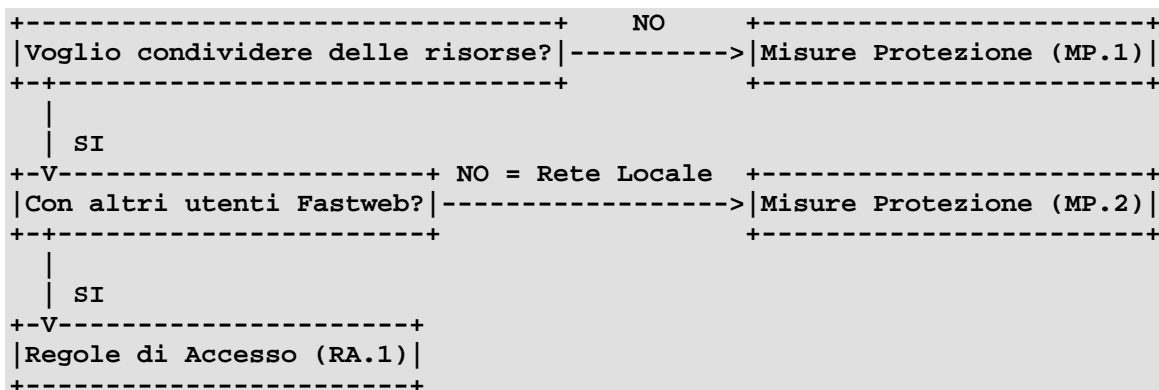 NO
Voglio condividere delle risorse? Misure Protezione (MP.1)
SI
NO = Rete Locale
Con altri utenti Fastweb? Misure Protezione (MP.2)
SI
Regole di Accesso (RA.1)